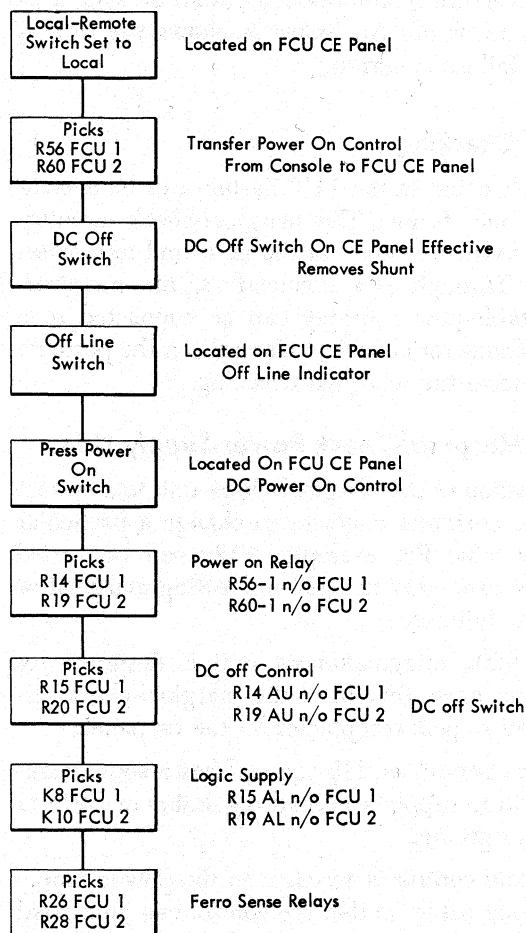 Local-Remote
Switch Set to
Local
Located on FCU CE Panel
Picks
R56 FCU 1
R60 FCU 2
Transfer Power On Control
From Console to FCU CE Panel
DC Off
Switch
DC Off Switch On CE Panel Effective
Removes Shunt
Off Line
Switch
Located on FCU CE Panel
Off Line Indicator
Press Power
On
Switch
Located On FCU CE Panel
DC Power On Control
Picks
R14 FCU 1
R19 FCU 2
Power on Relay
R56-1 n/o FCU 1
R60-1 n/o FCU 2
Picks
R15 FCU 1
R20 FCU 2
DC off Control
R14 AU n/o FCU 1
R19 AU n/o FCU 2 DC off Switch
Picks
K8 FCU 1
K10 FCU 2
Logic Supply
R15 AL n/o FCU 1
R19 AL n/o FCU 2
Picks
R26 FCU 1
R28 FCU 2
Ferro Sense Relays